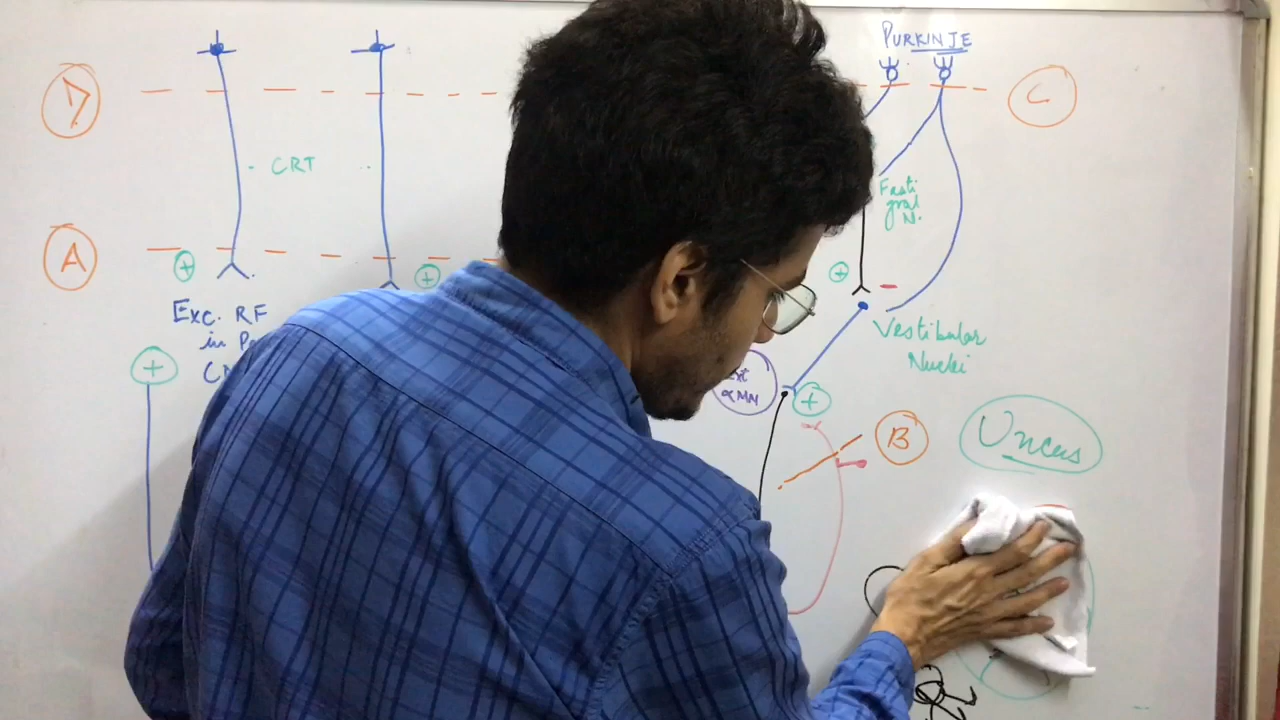 PURKINJE
D
C
CRT
Fasti
gial
N.
A
+
+
+
Exc. RF
in
Vestibular
Nuclei
+
αMN
+
B
Uncus